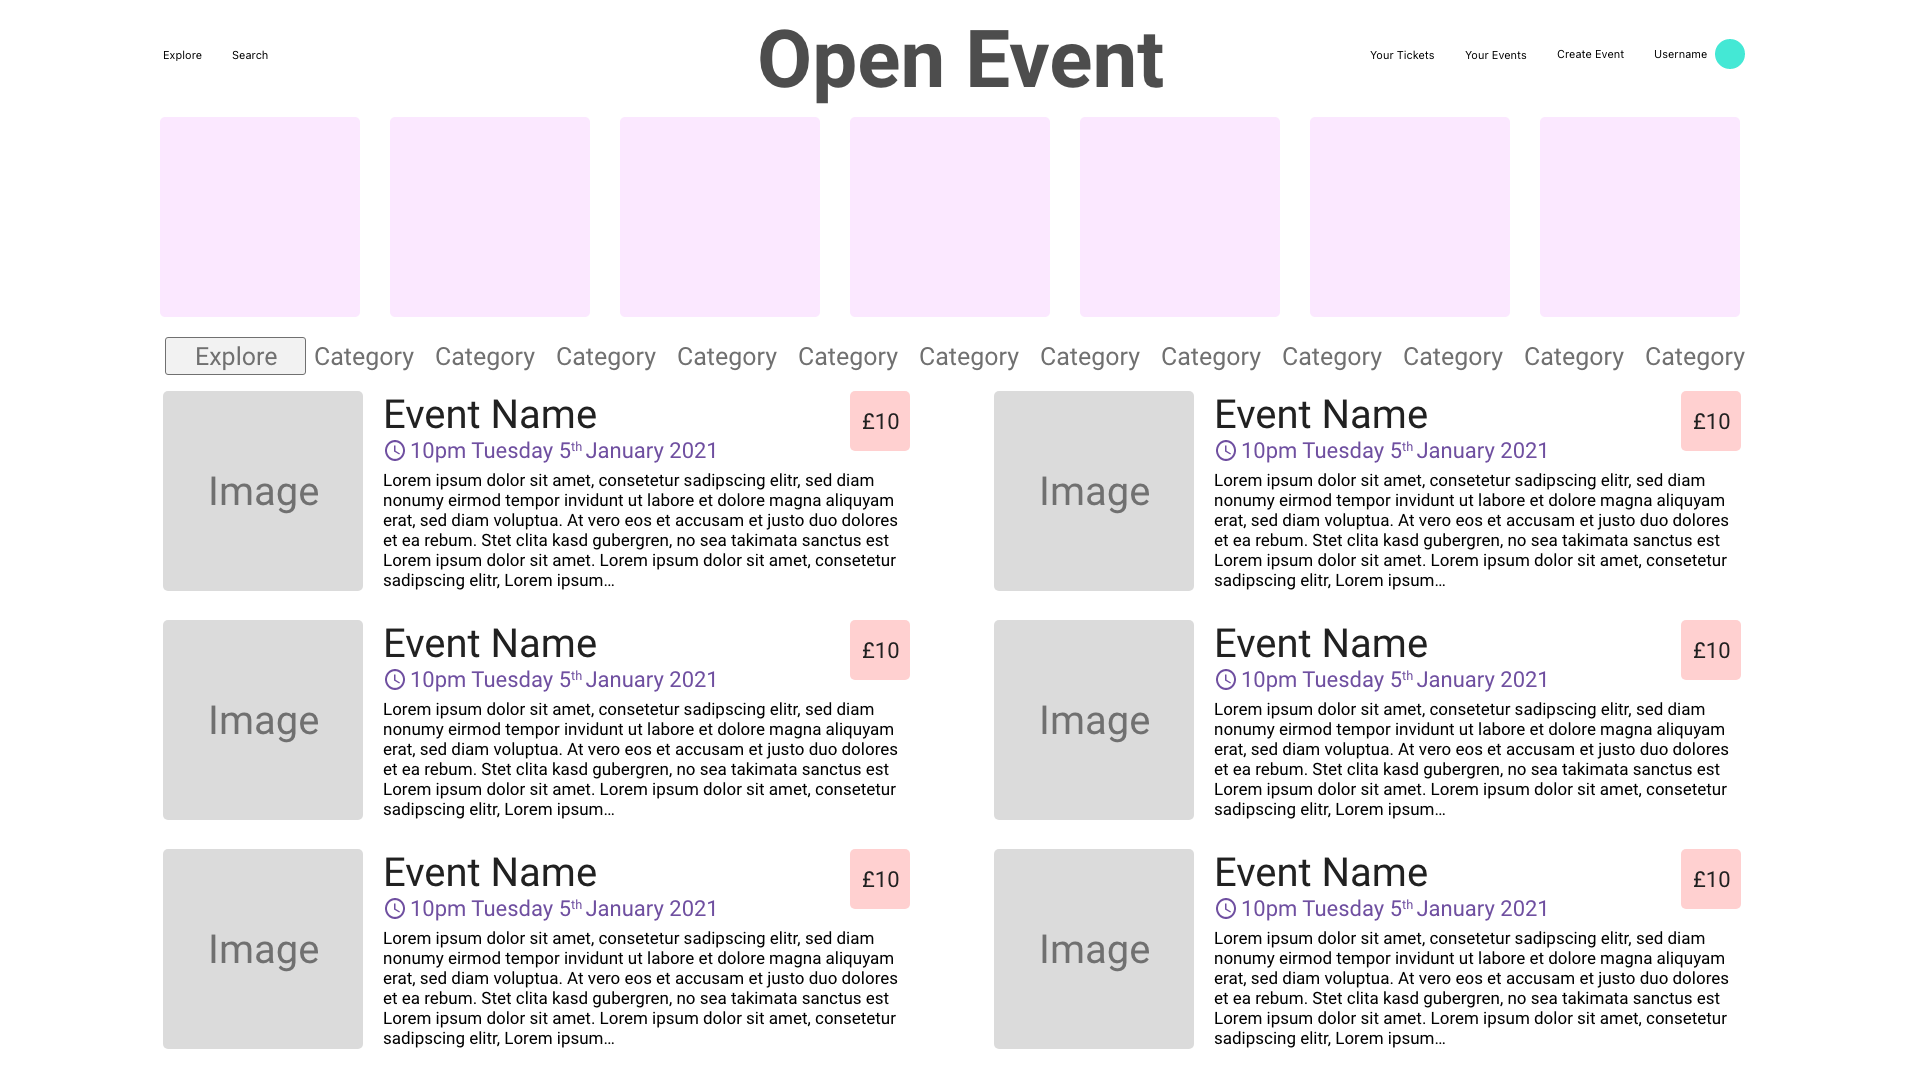 Explore Search Open Event Your Tickets Your Events Create Event Username
Explore Category Category Category Category Category Category Category Category Category Category Category Category
Image
Event Name
£10
10pm Tuesday 5th January 2021
Lorem ipsum dolor sit amet, consetetur sadipscing elitr, sed diam
nonumy eirmod tempor invidunt ut labore et dolore magna aliquyam
erat, sed diam voluptua. At vero eos et accusam et justo duo dolores
et ea rebum. Stet clita kasd gubergren, no sea takimata sanctus est
Lorem ipsum dolor sit amet. Lorem ipsum dolor sit amet, consetetur
sadipscing elitr, Lorem ipsum…
Image
Event Name
£10
10pm Tuesday 5th January 2021
Lorem ipsum dolor sit amet, consetetur sadipscing elitr, sed diam
nonumy eirmod tempor invidunt ut labore et dolore magna aliquyam
erat, sed diam voluptua. At vero eos et accusam et justo duo dolores
et ea rebum. Stet clita kasd gubergren, no sea takimata sanctus est
Lorem ipsum dolor sit amet. Lorem ipsum dolor sit amet, consetetur
sadipscing elitr, Lorem ipsum…
Image
Event Name
£10
10pm Tuesday 5th January 2021
Lorem ipsum dolor sit amet, consetetur sadipscing elitr, sed diam
nonumy eirmod tempor invidunt ut labore et dolore magna aliquyam
erat, sed diam voluptua. At vero eos et accusam et justo duo dolores
et ea rebum. Stet clita kasd gubergren, no sea takimata sanctus est
Lorem ipsum dolor sit amet. Lorem ipsum dolor sit amet, consetetur
sadipscing elitr, Lorem ipsum…
Image
Event Name
£10
10pm Tuesday 5th January 2021
Lorem ipsum dolor sit amet, consetetur sadipscing elitr, sed diam
nonumy eirmod tempor invidunt ut labore et dolore magna aliquyam
erat, sed diam voluptua. At vero eos et accusam et justo duo dolores
et ea rebum. Stet clita kasd gubergren, no sea takimata sanctus est
Lorem ipsum dolor sit amet. Lorem ipsum dolor sit amet, consetetur
sadipscing elitr, Lorem ipsum…
Image
Event Name
£10
10pm Tuesday 5th January 2021
Lorem ipsum dolor sit amet, consetetur sadipscing elitr, sed diam
nonumy eirmod tempor invidunt ut labore et dolore magna aliquyam
erat, sed diam voluptua. At vero eos et accusam et justo duo dolores
et ea rebum. Stet clita kasd gubergren, no sea takimata sanctus est
Lorem ipsum dolor sit amet. Lorem ipsum dolor sit amet, consetetur
sadipscing elitr, Lorem ipsum…
Image
Event Name
£10
10pm Tuesday 5th January 2021
Lorem ipsum dolor sit amet, consetetur sadipscing elitr, sed diam
nonumy eirmod tempor invidunt ut labore et dolore magna aliquyam
erat, sed diam voluptua. At vero eos et accusam et justo duo dolores
et ea rebum. Stet clita kasd gubergren, no sea takimata sanctus est
Lorem ipsum dolor sit amet. Lorem ipsum dolor sit amet, consetetur
sadipscing elitr, Lorem ipsum…